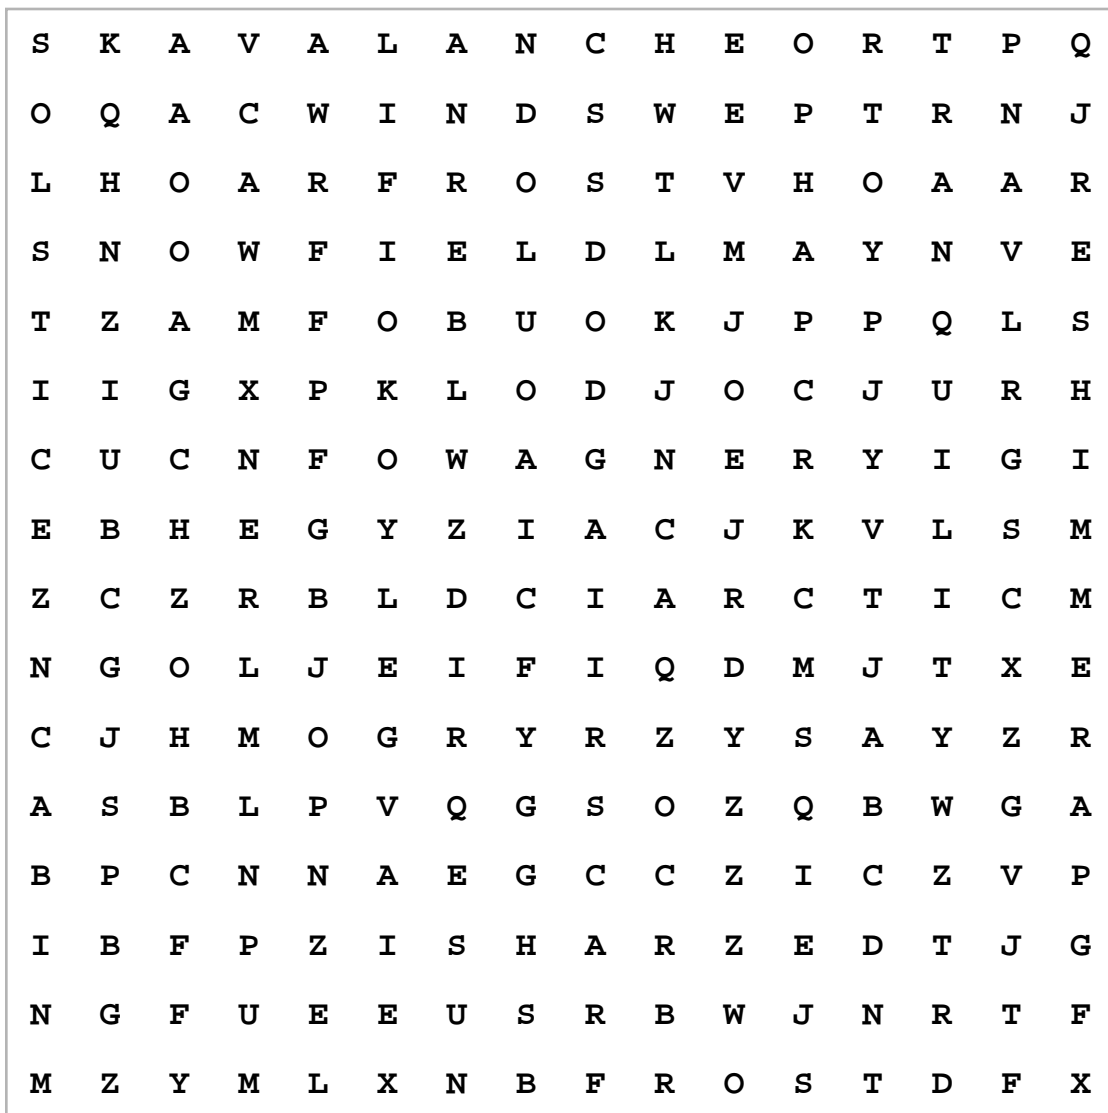 S K A V A L A N C H E O R T P Q
O Q A C W I N D S W E P T R N J
L H O A R F R O S T V H O A A R
S N O W F I E L D L M A Y N V E
T Z A M F O B U O K J P P Q L S
I I G X P K L O D J O C J U R H
C U C N F O W A G N E R Y I G I
E B H E G Y Z I A C J K V L S M
Z C Z R B L D C I A R C T I C M
N G O L J E I F I Q D M J T X E
C J H M O G R Y R Z Y S A Y Z R
A S B L P V Q G S O Z Q B W G A
B P C N N A E G C C Z I C Z V P
I B F P Z I S H A R Z E D T J G
N G F U E E U S R B W J N R T F
M Z Y M L X N B F R O S T D F X